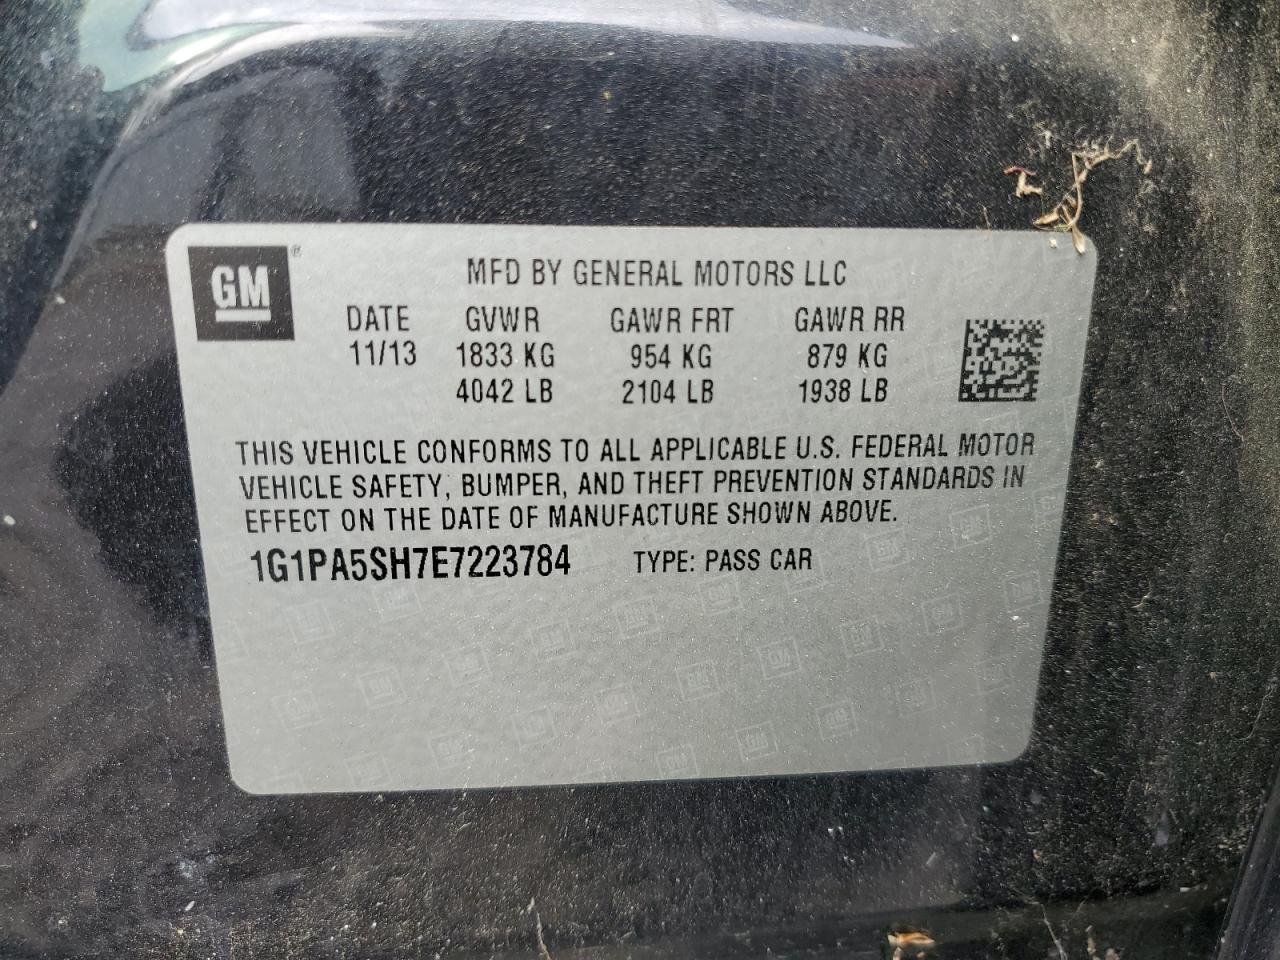 GM®
MFD BY GENERAL MOTORS LLC
DATE GVWR GAWR FRT GAWR RR
11/13 1833 KG 954 KG 879 KG
4042 LB 2104 LB 1938 LB
THIS VEHICLE CONFORMS TO ALL APPLICABLE U.S. FEDERAL MOTOR
VEHICLE SAFETY, BUMPER, AND THEFT PREVENTION STANDARDS IN
EFFECT ON THE DATE OF MANUFACTURE SHOWN ABOVE.
1G1PA5SH7E7223784 TYPE: PASS CAR